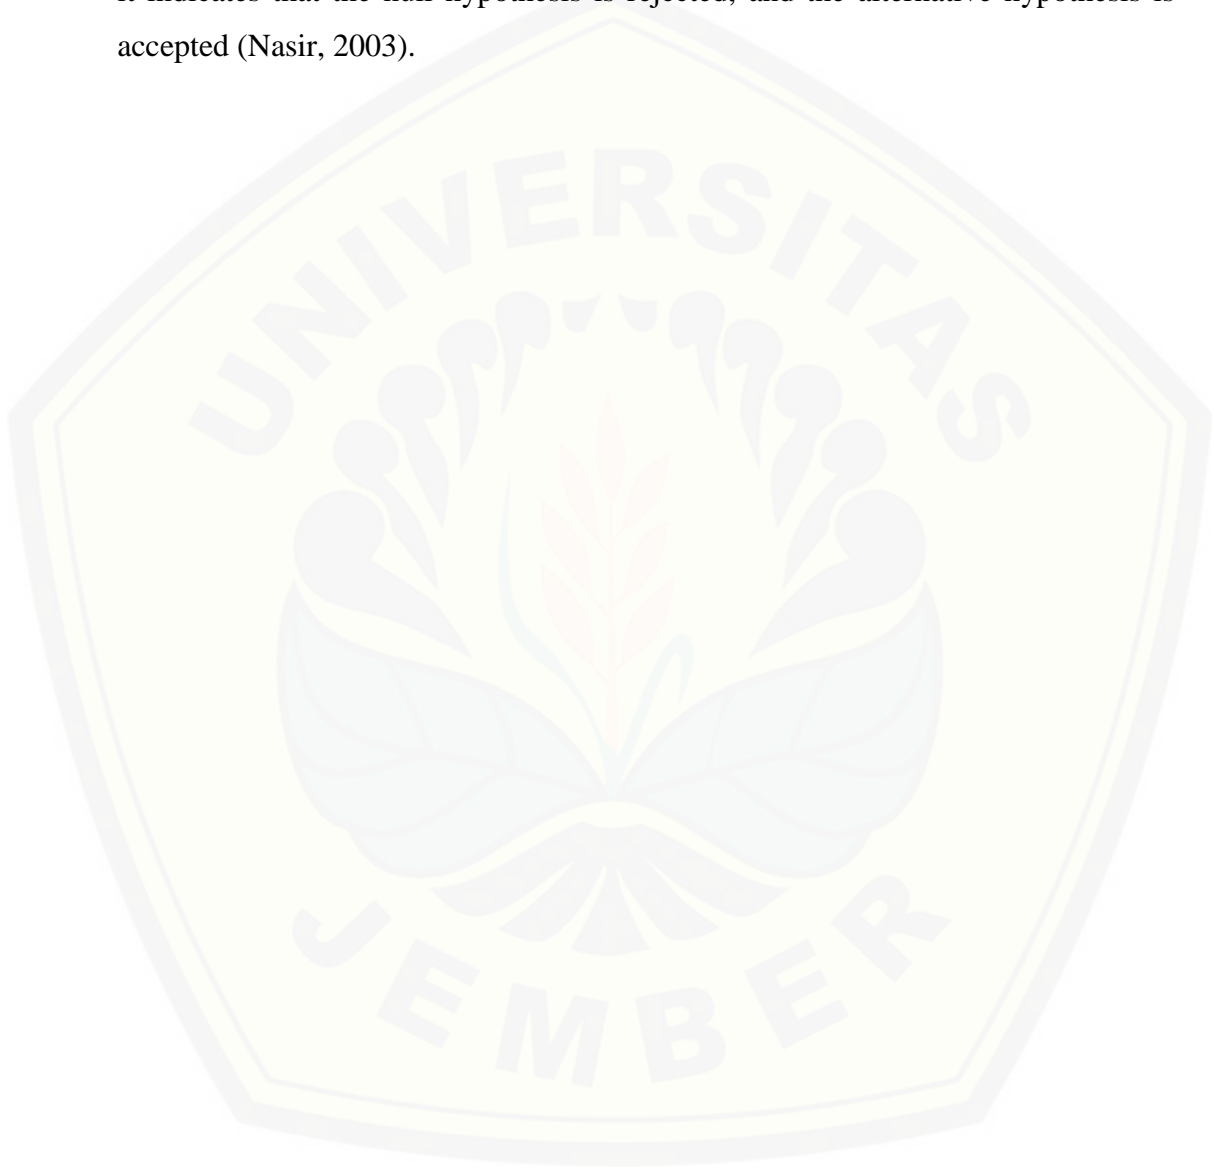 it indicates that the null hypothesis is rejected, and the alternative hypothesis is
accepted (Nasir, 2003).
UNIVERSITAS
JEMBER